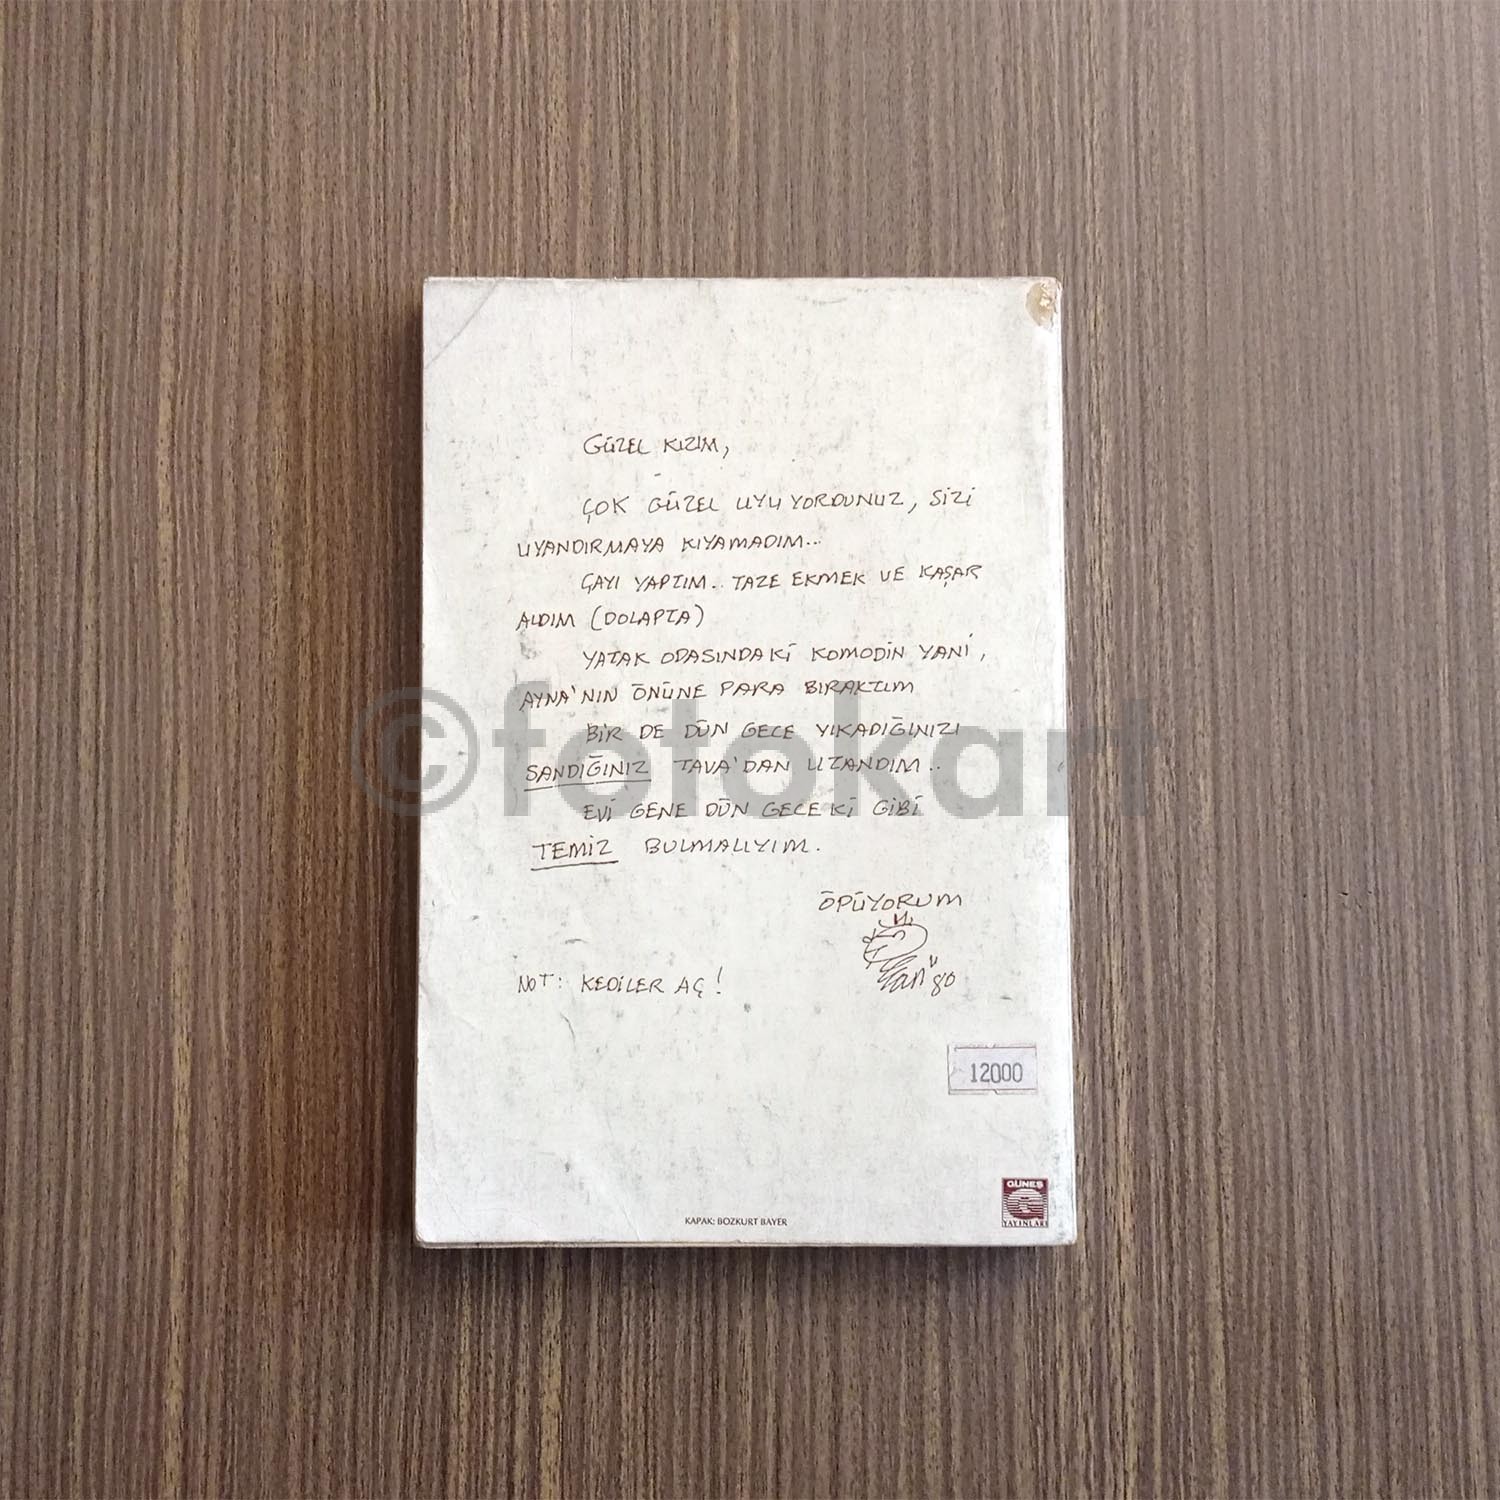 GÜZEL KIZIM,
ÇOK GÜZEL UYUYORDUNUZ, SİZİ
UYANDIRMAYA KIYAMADIM...
ÇAYI YAPTIM.. TAZE EKMEK VE KAŞAR
ALDIM (DOLAPTA)
YATAK ODASINDAKİ KOMODİN YANİ,
AYNA'NIN ÖNÜNE PARA BIRAKTIM
BİR DE DÜN GECE YIKADIĞINIZI
SANDIĞINIZ TAVA'DAN UTANDIM..
EVİ GENE DÜN GECEKİ GİBİ
TEMİZ BULMALIYIM.
ÖPÜYORUM
NOT: KEDİLER AÇ!
12000
GÜNEŞ
YAYINLARI
KAPAK: BOZKURT BAYER
©fotokart